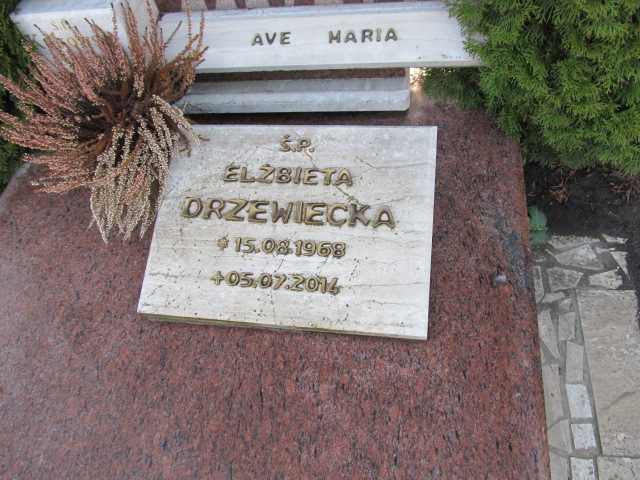 AVE MARIA
Ś.P.
ELŻBIETA
DRZEWIECKA
* 15.08.1968
+05.07.2014